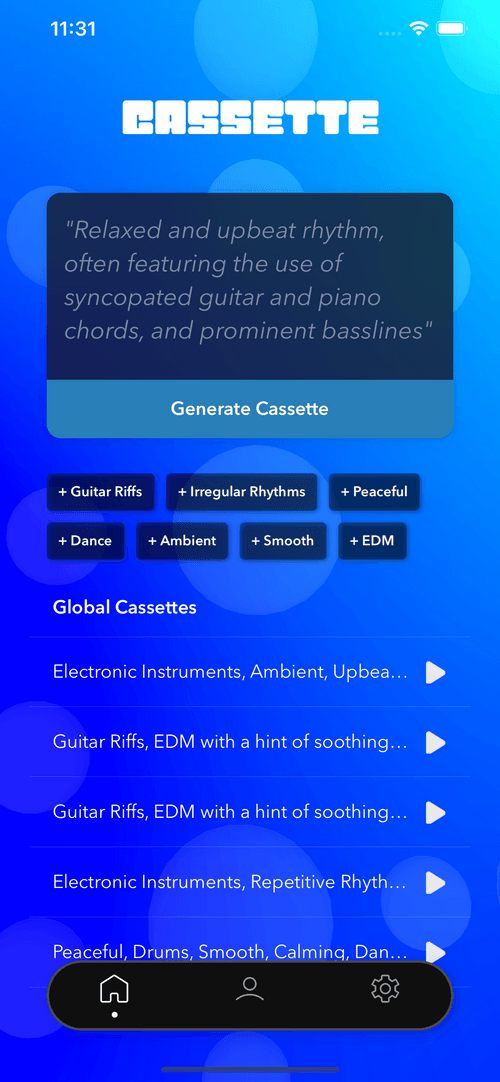 11:31
CASSETTE
"Relaxed and upbeat rhythm,
often featuring the use of
syncopated guitar and piano
chords, and prominent basslines"
Generate Cassette
+ Guitar Riffs
+ Irregular Rhythms
+ Peaceful
+ Dance
+ Ambient
+ Smooth
+ EDM
Global Cassettes
Electronic Instruments, Ambient, Upbea...
Guitar Riffs, EDM with a hint of soothing...
Guitar Riffs, EDM with a hint of soothing...
Electronic Instruments, Repetitive Rhyth...
Peaceful, Drums, Smooth, Calming, Dan...